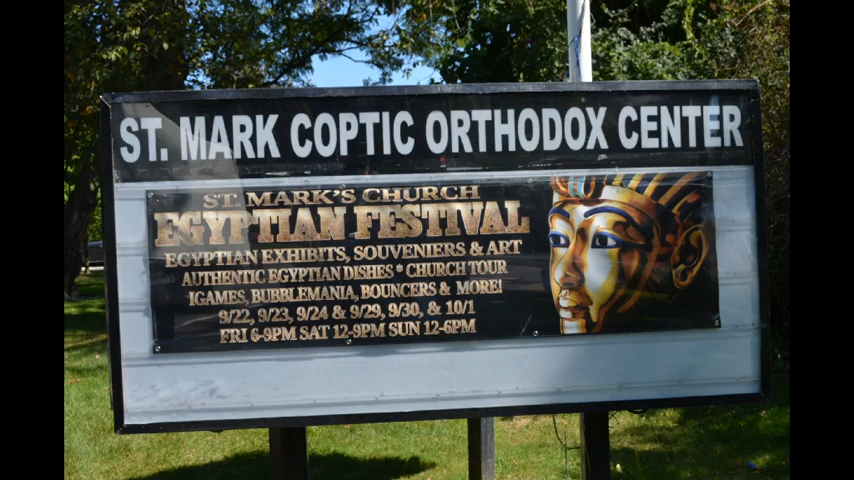 ST. MARK COPTIC ORTHODOX CENTER
ST. MARK'S CHURCH
EGYPTIAN FESTIVAL
EGYPTIAN EXHIBITS, SOUVENIERS & ART
AUTHENTIC EGYPTIAN DISHES * CHURCH TOUR
IGAMES, BUBBLEMANIA, BOUNCERS & MORE!
9/22, 9/23, 9/24 & 9/29, 9/30, & 10/1
FRI 6-9PM SAT 12-9PM SUN 12-6PM